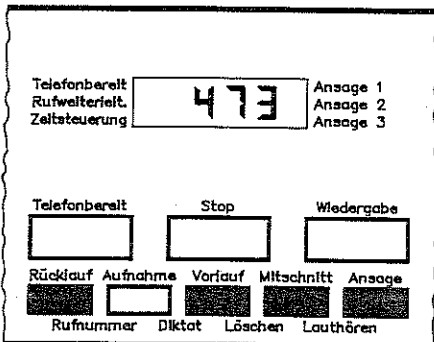 Telefonbereit 473 Ansage 1
Rufweiterleit. Ansage 2
Zeitsteuerung Ansage 3
Telefonbereit Stop Wiedergabe
Rücklauf Aufnahme Vorlauf Mitschnitt Ansage
Rufnummer Diktat Löschen Lauthören